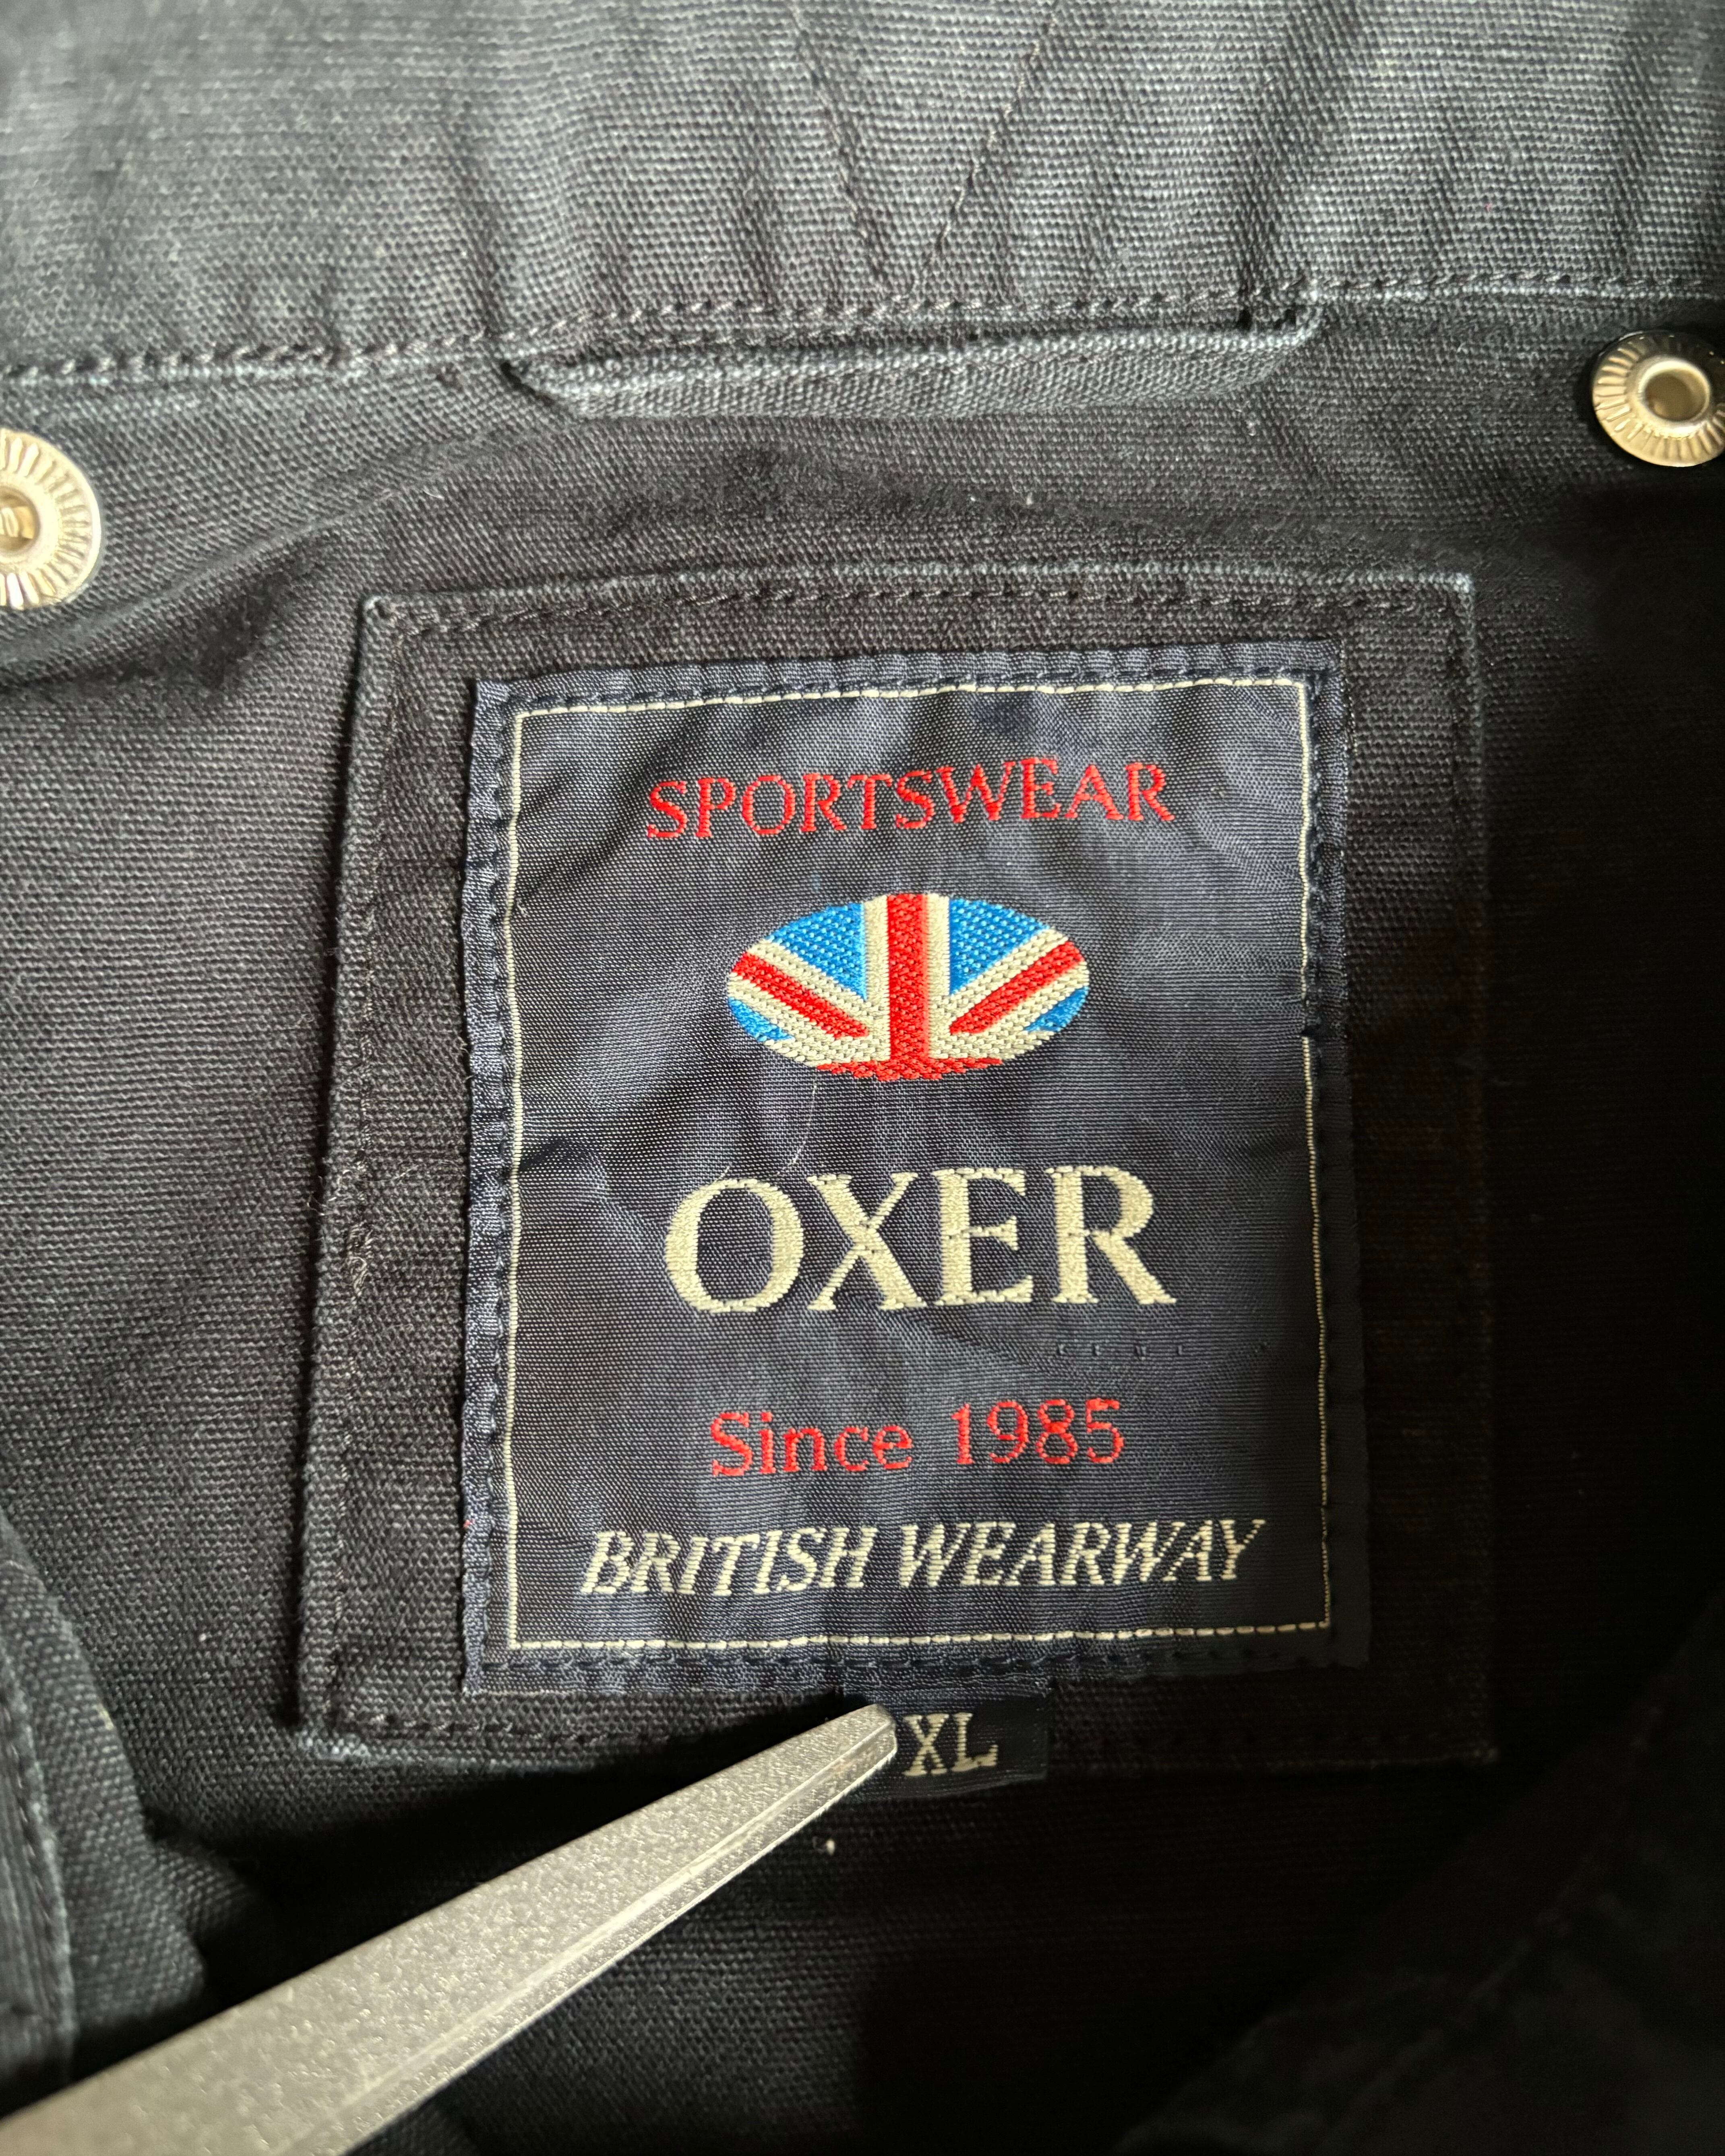 SPORTSWEAR
OXER
Since 1985
BRITISH WEARWAY
XL